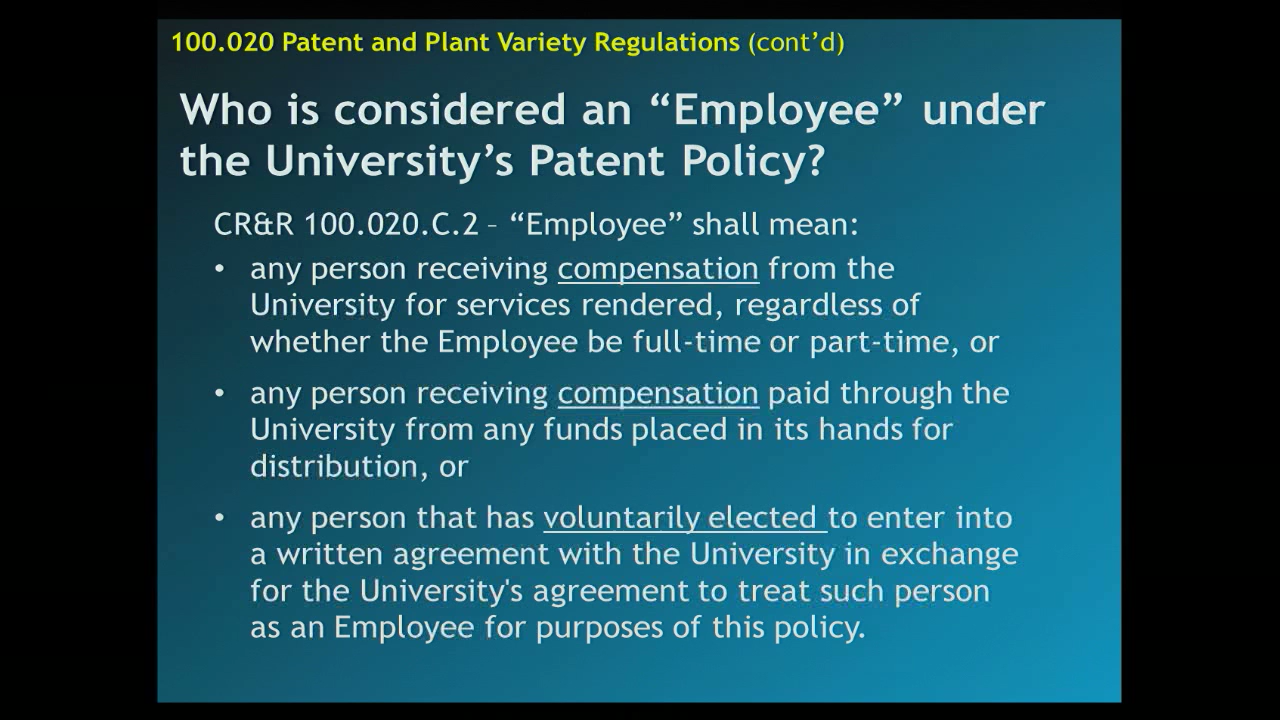 100.020 Patent and Plant Variety Regulations (cont’d)
Who is considered an “Employee” under
the University’s Patent Policy?
CR&R 100.020.C.2 – “Employee” shall mean:
• any person receiving compensation from the
University for services rendered, regardless of
whether the Employee be full-time or part-time, or
• any person receiving compensation paid through the
University from any funds placed in its hands for
distribution, or
• any person that has voluntarily elected to enter into
a written agreement with the University in exchange
for the University's agreement to treat such person
as an Employee for purposes of this policy.